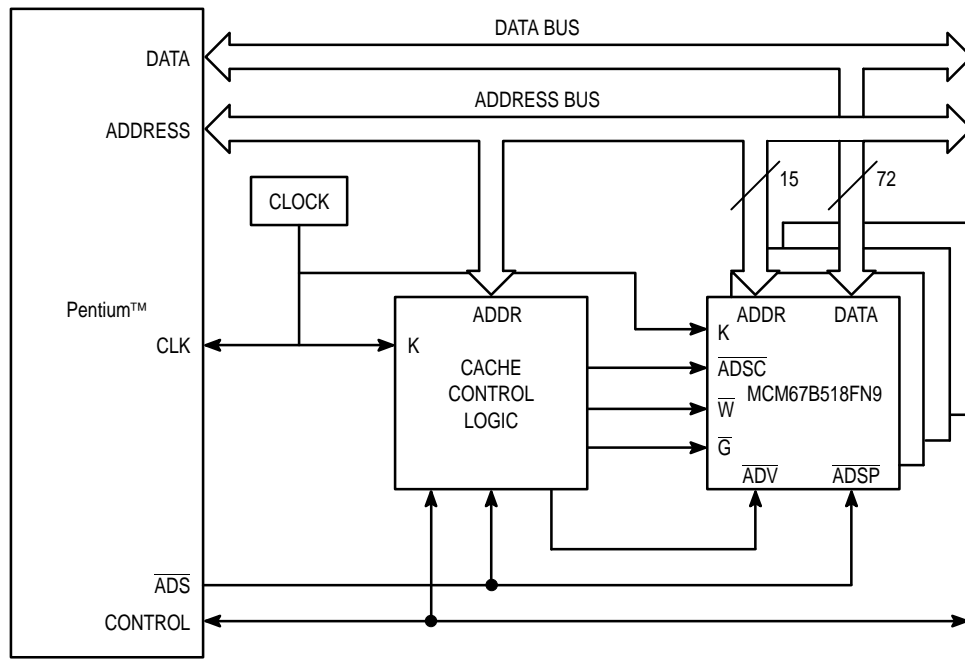 DATA BUS
DATA
ADDRESS BUS
ADDRESS
15
72
CLOCK
Pentium™
ADDR
ADDR
DATA
K
CLK
K
CACHE
CONTROL
LOGIC
ADSC
MCM67B518FN9
W
G
ADV
ADSP
ADS
CONTROL